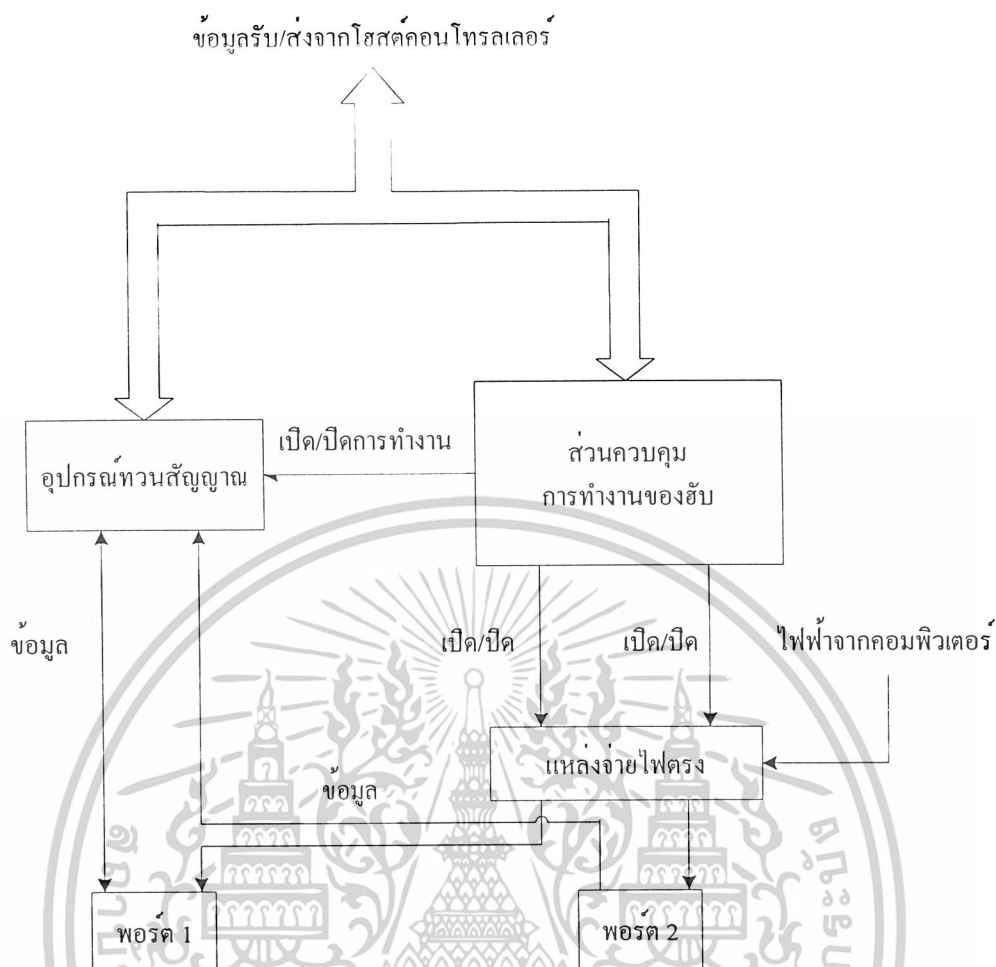 ข้อมูลรับ/ส่งจากโฮสต์คอนโทรลเลอร์
อุปกรณ์ทวนสัญญาณ
เปิด/ปิดการทำงาน
ส่วนควบคุม
การทำงานของฮับ
ข้อมูล
เปิด/ปิด
เปิด/ปิด
ไฟฟ้าจากคอมพิวเตอร์
แหล่งจ่ายไฟตรง
ข้อมูล
พอร์ต 1
พอร์ต 2